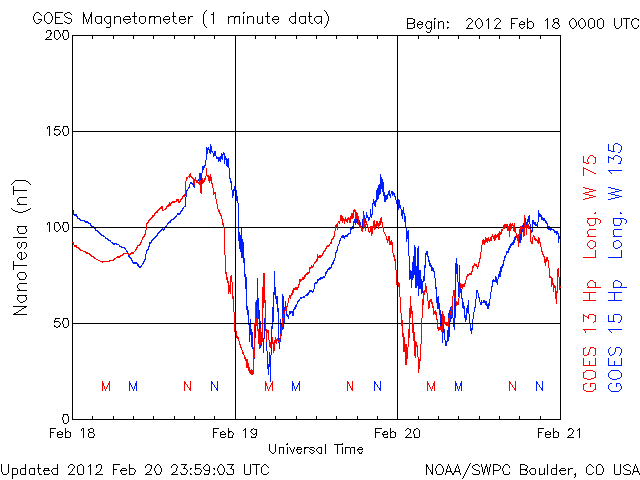 GOES Magnetometer (1 minute data)
Begin: 2012 Feb 18 0000 UTC
200
150
100
50
0
NanoTesla (nT)
M M N N M M N N M M N N
Feb 18 Feb 19 Feb 20 Feb 21
Universal Time
GOES 13 Hp Long. W 75
GOES 15 Hp Long. W 135
Updated 2012 Feb 20 23:59:03 UTC
NOAA/SWPC Boulder, CO USA